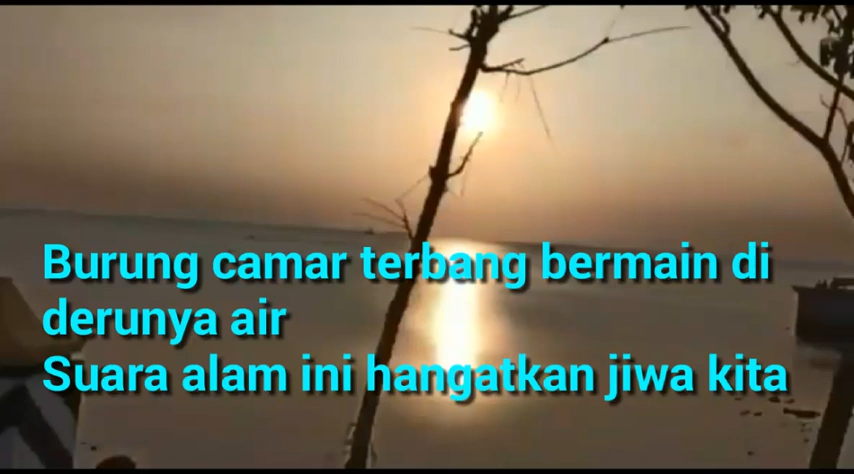 Burung camar terbang bermain di
derunya air
Suara alam ini hangatkan jiwa kita